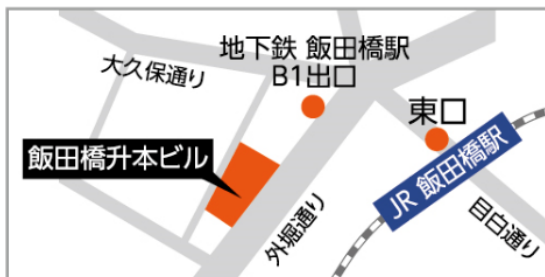 地下鉄 飯田橋駅
B1出口
大久保通り
東口
飯田橋升本ビル
JR 飯田橋駅
外堀通り
目白通り